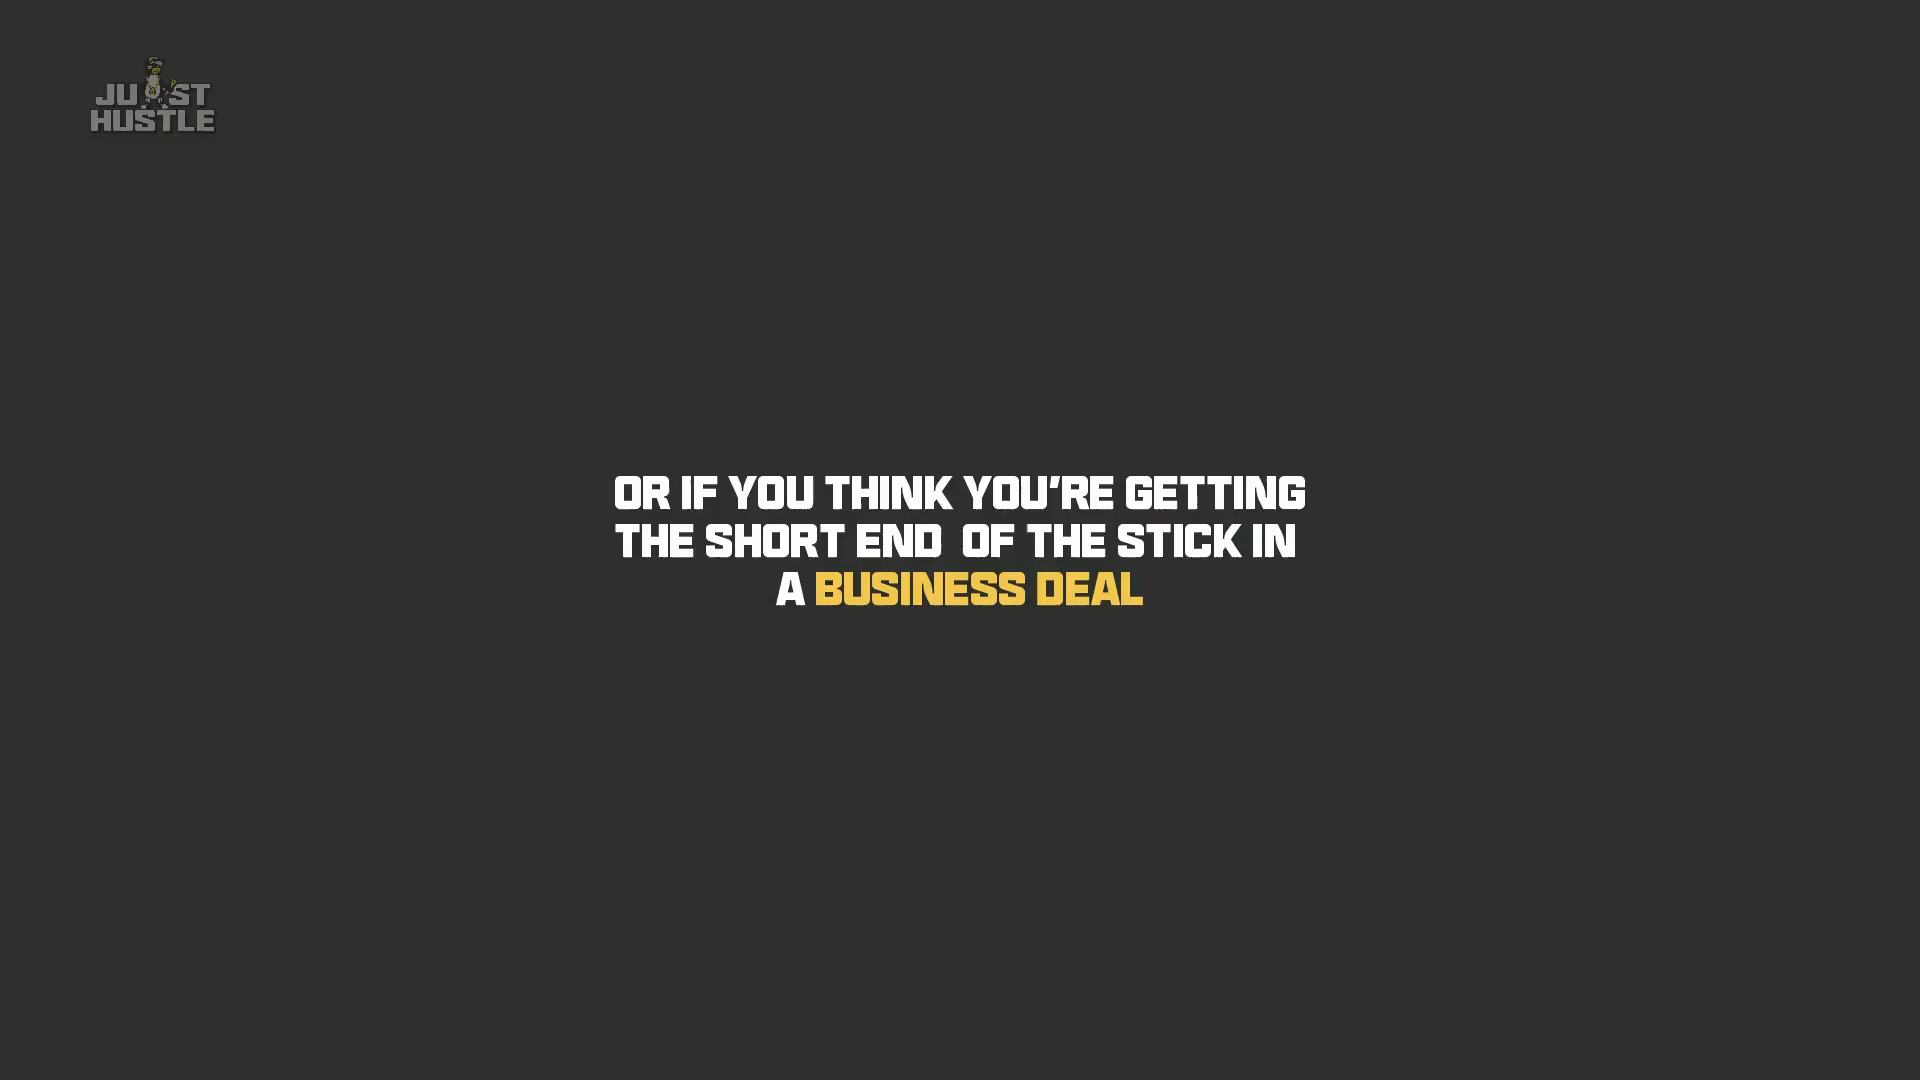 JUST
HUSTLE
OR IF YOU THINK YOU'RE GETTING
THE SHORT END OF THE STICK IN
A BUSINESS DEAL